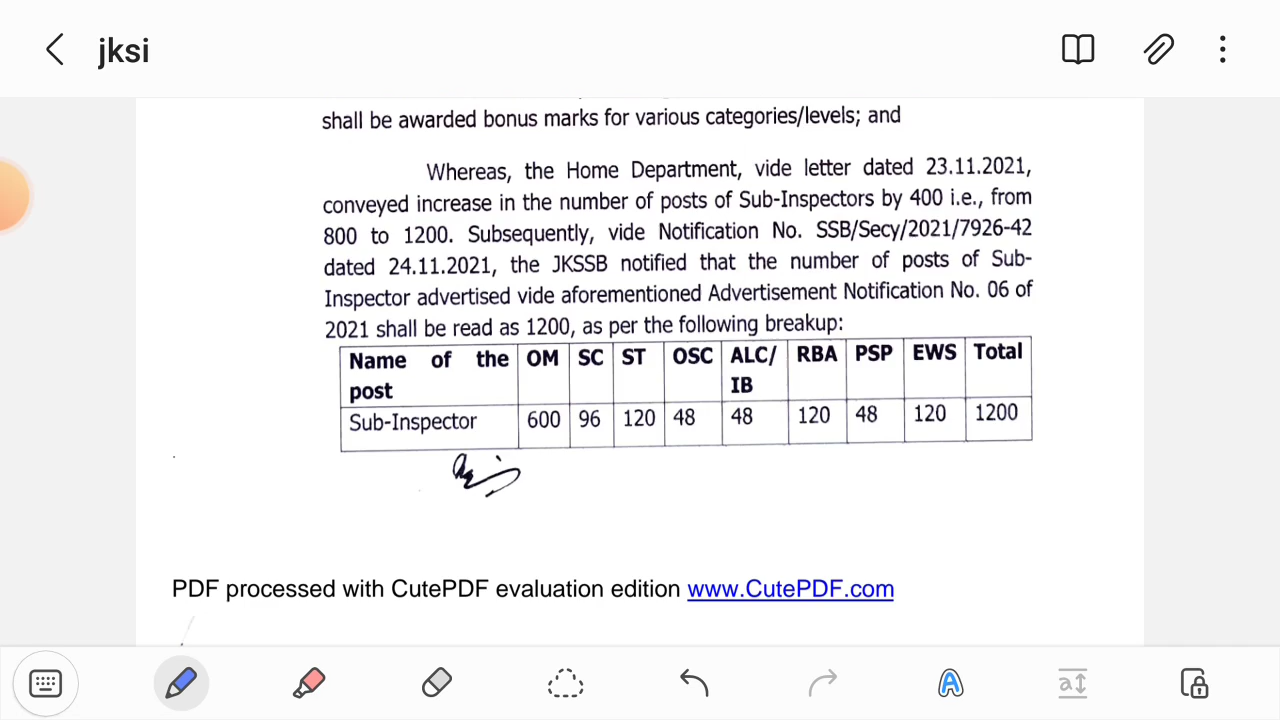 jksi
shall be awarded bonus marks for various categories/levels; and
Whereas, the Home Department, vide letter dated 23.11.2021,
conveyed increase in the number of posts of Sub-Inspectors by 400 i.e., from
800 to 1200. Subsequently, vide Notification No. SSB/Secy/2021/7926-42
dated 24.11.2021, the JKSSB notified that the number of posts of Sub-
Inspector advertised vide aforementioned Advertisement Notification No. 06 of
2021 shall be read as 1200, as per the following breakup:
Name of the post OM SC ST OSC ALC/ IB RBA PSP EWS Total
Sub-Inspector 600 96 120 48 48 120 48 120 1200
PDF processed with CutePDF evaluation edition www.CutePDF.com